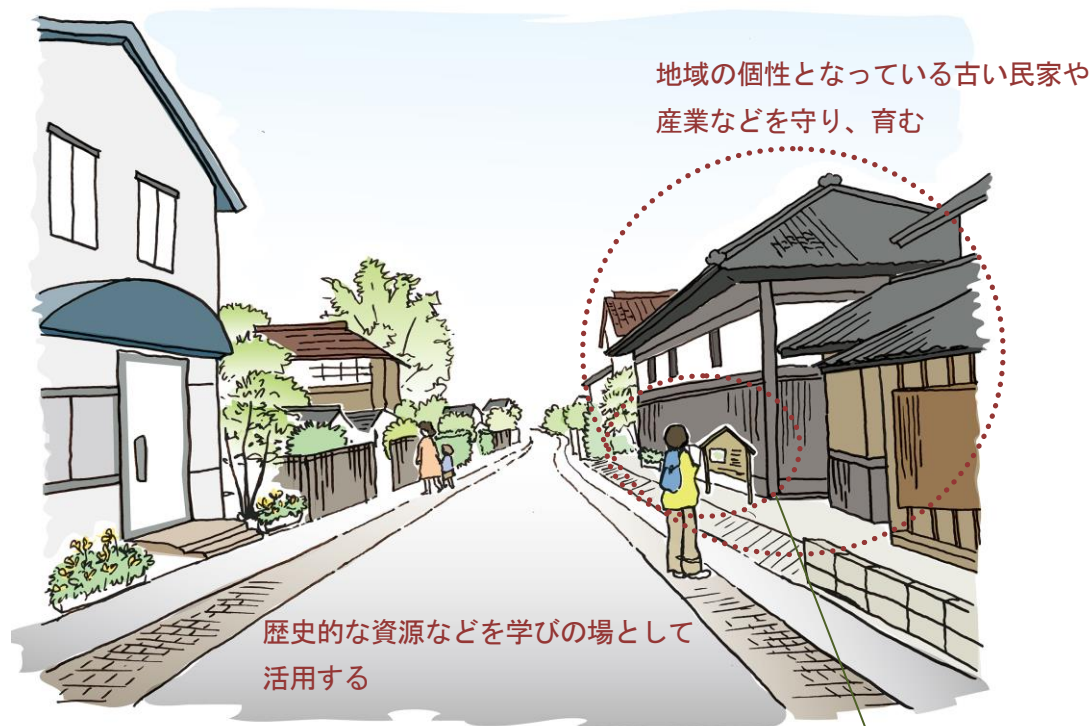 地域の個性となっている古い民家や
産業などを守り、育む
歴史的な資源などを学びの場として
活用する